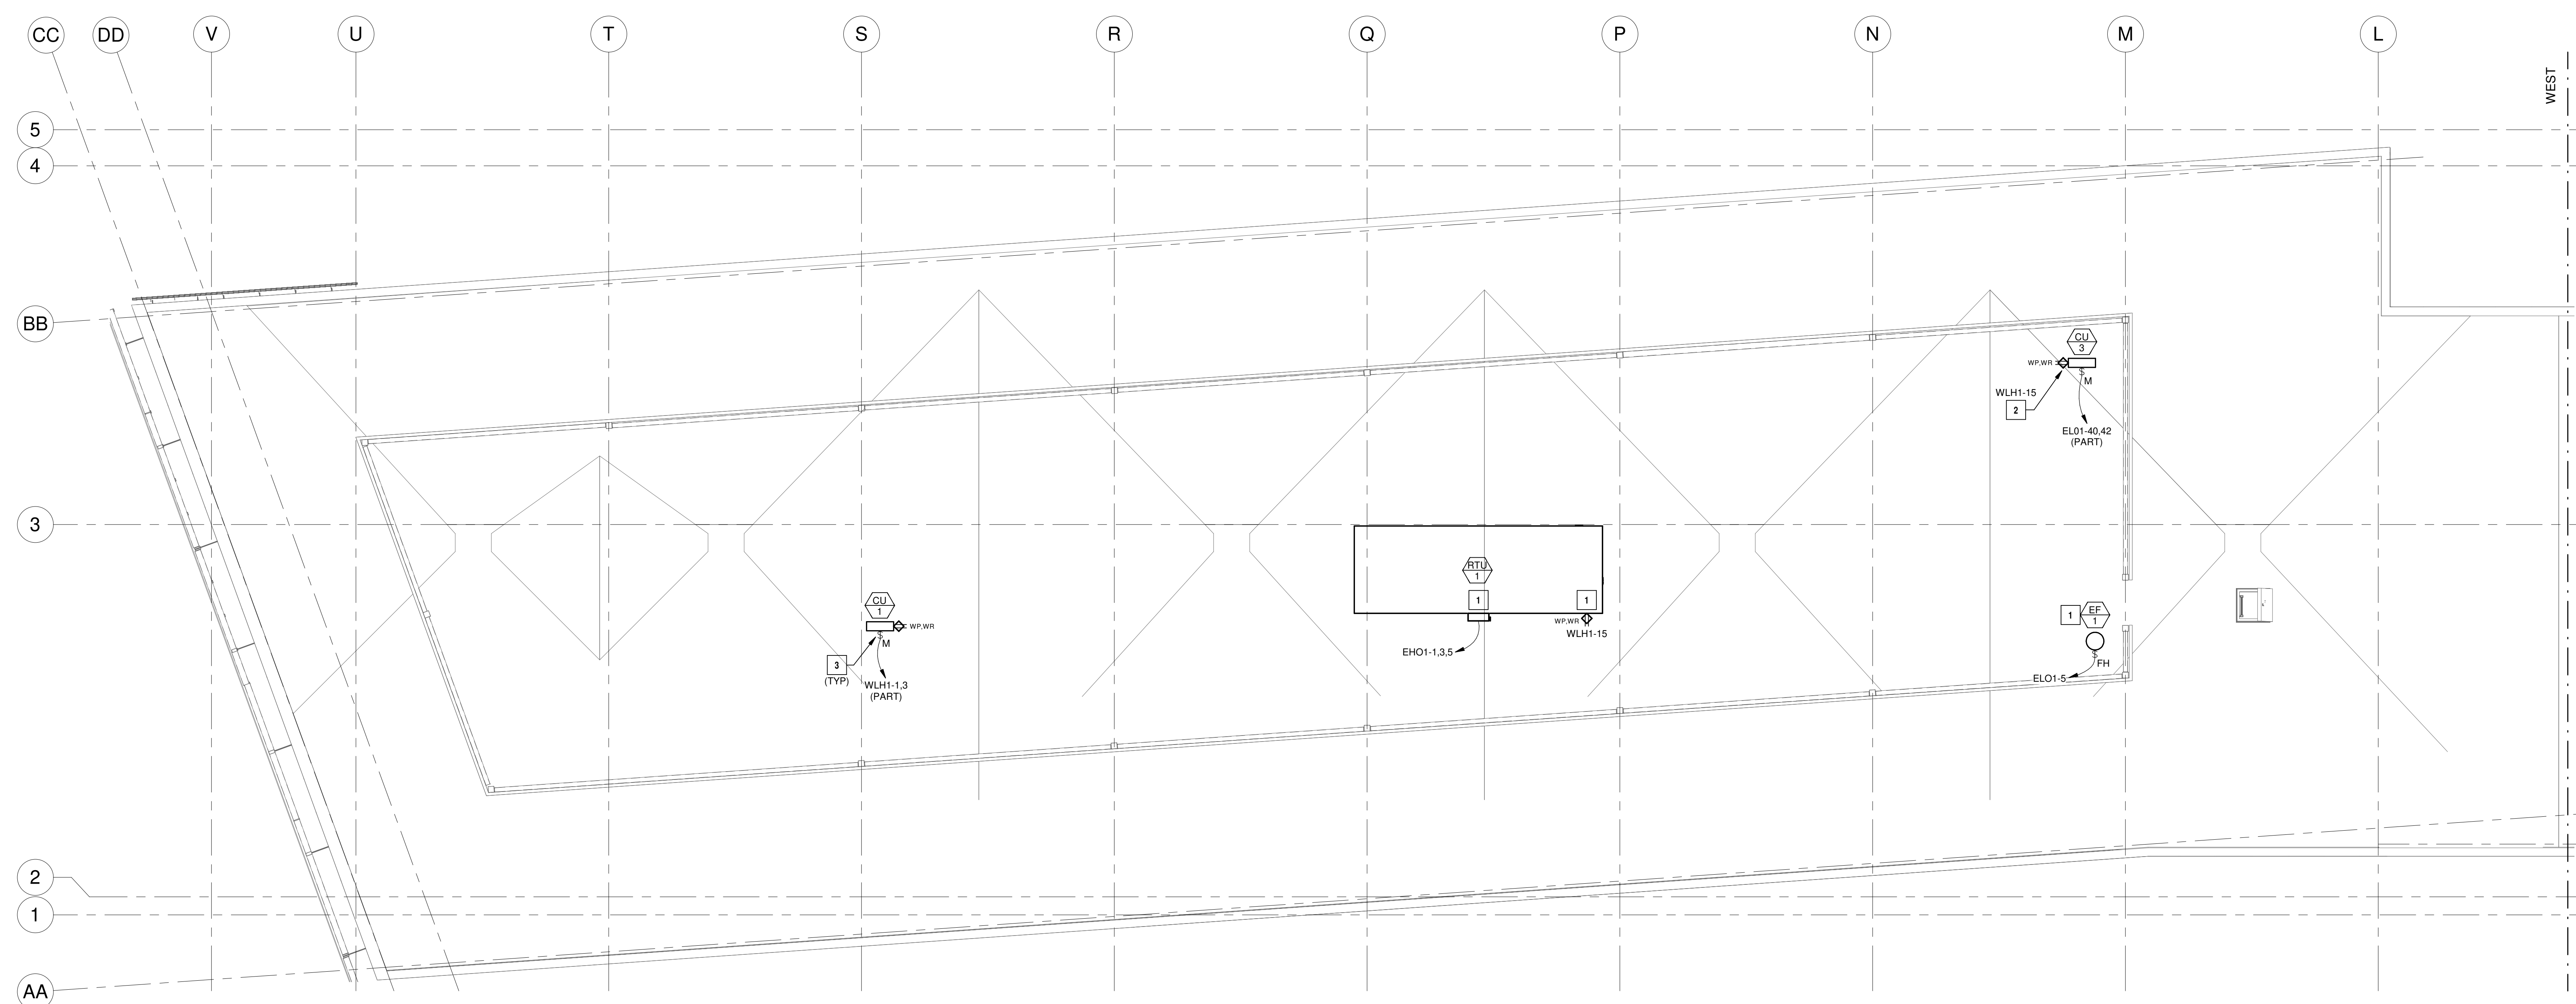 CC
DD
V
U
T
S
R
Q
P
N
M
L
WEST
5
4
BB
CU
3
WP,WR
S
M
WLH1-15
2
EL01-40,42
(PART)
3
RTU
1
1
1
CU
1
WP,WR
S
M
3
(TYP)
WLH1-1,3
(PART)
WP,WR
WLH1-15
EHO1-1,3,5
1
EF
1
S
FH
ELO1-5
2
1
AA